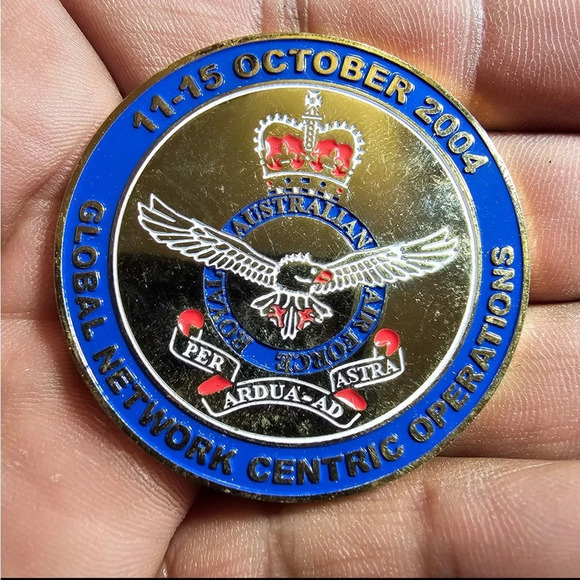 11-15 OCTOBER 2004
GLOBAL NETWORK CENTRIC OPERATIONS
ROYAL AUSTRALIAN AIR FORCE
PER ARDUA-AD ASTRA